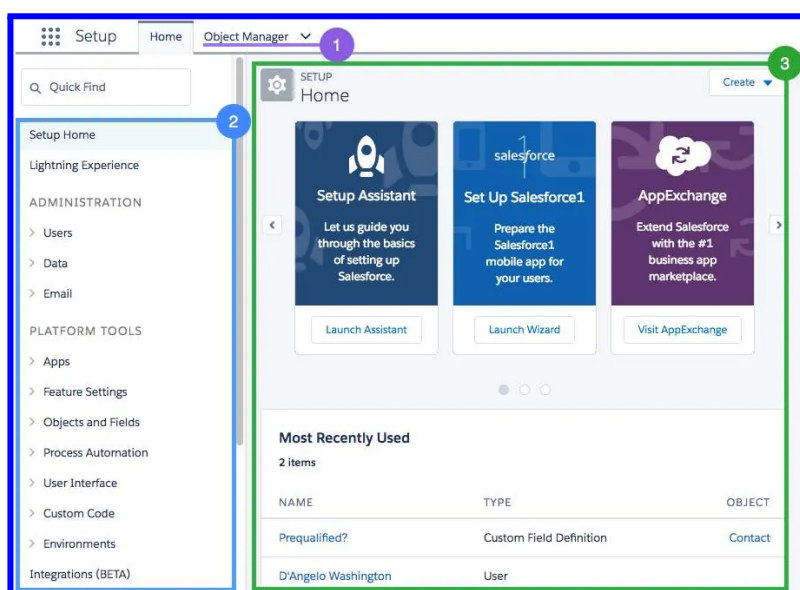 Setup Home Object Manager
1
Quick Find
2
Setup Home
Lightning Experience
ADMINISTRATION
Users
Data
Email
PLATFORM TOOLS
Apps
Feature Settings
Objects and Fields
Process Automation
User Interface
Custom Code
Environments
Integrations (BETA)
3
SETUP
Home
Create
Setup Assistant
Let us guide you
through the basics
of setting up
Salesforce.
Launch Assistant
salesforce
1
Set Up Salesforce1
Prepare the
Salesforce1
mobile app for
your users.
Launch Wizard
AppExchange
Extend Salesforce
with the #1
business app
marketplace.
Visit AppExchange
Most Recently Used
2 items
NAME TYPE OBJECT
Prequalified? Custom Field Definition Contact
D'Angelo Washington User